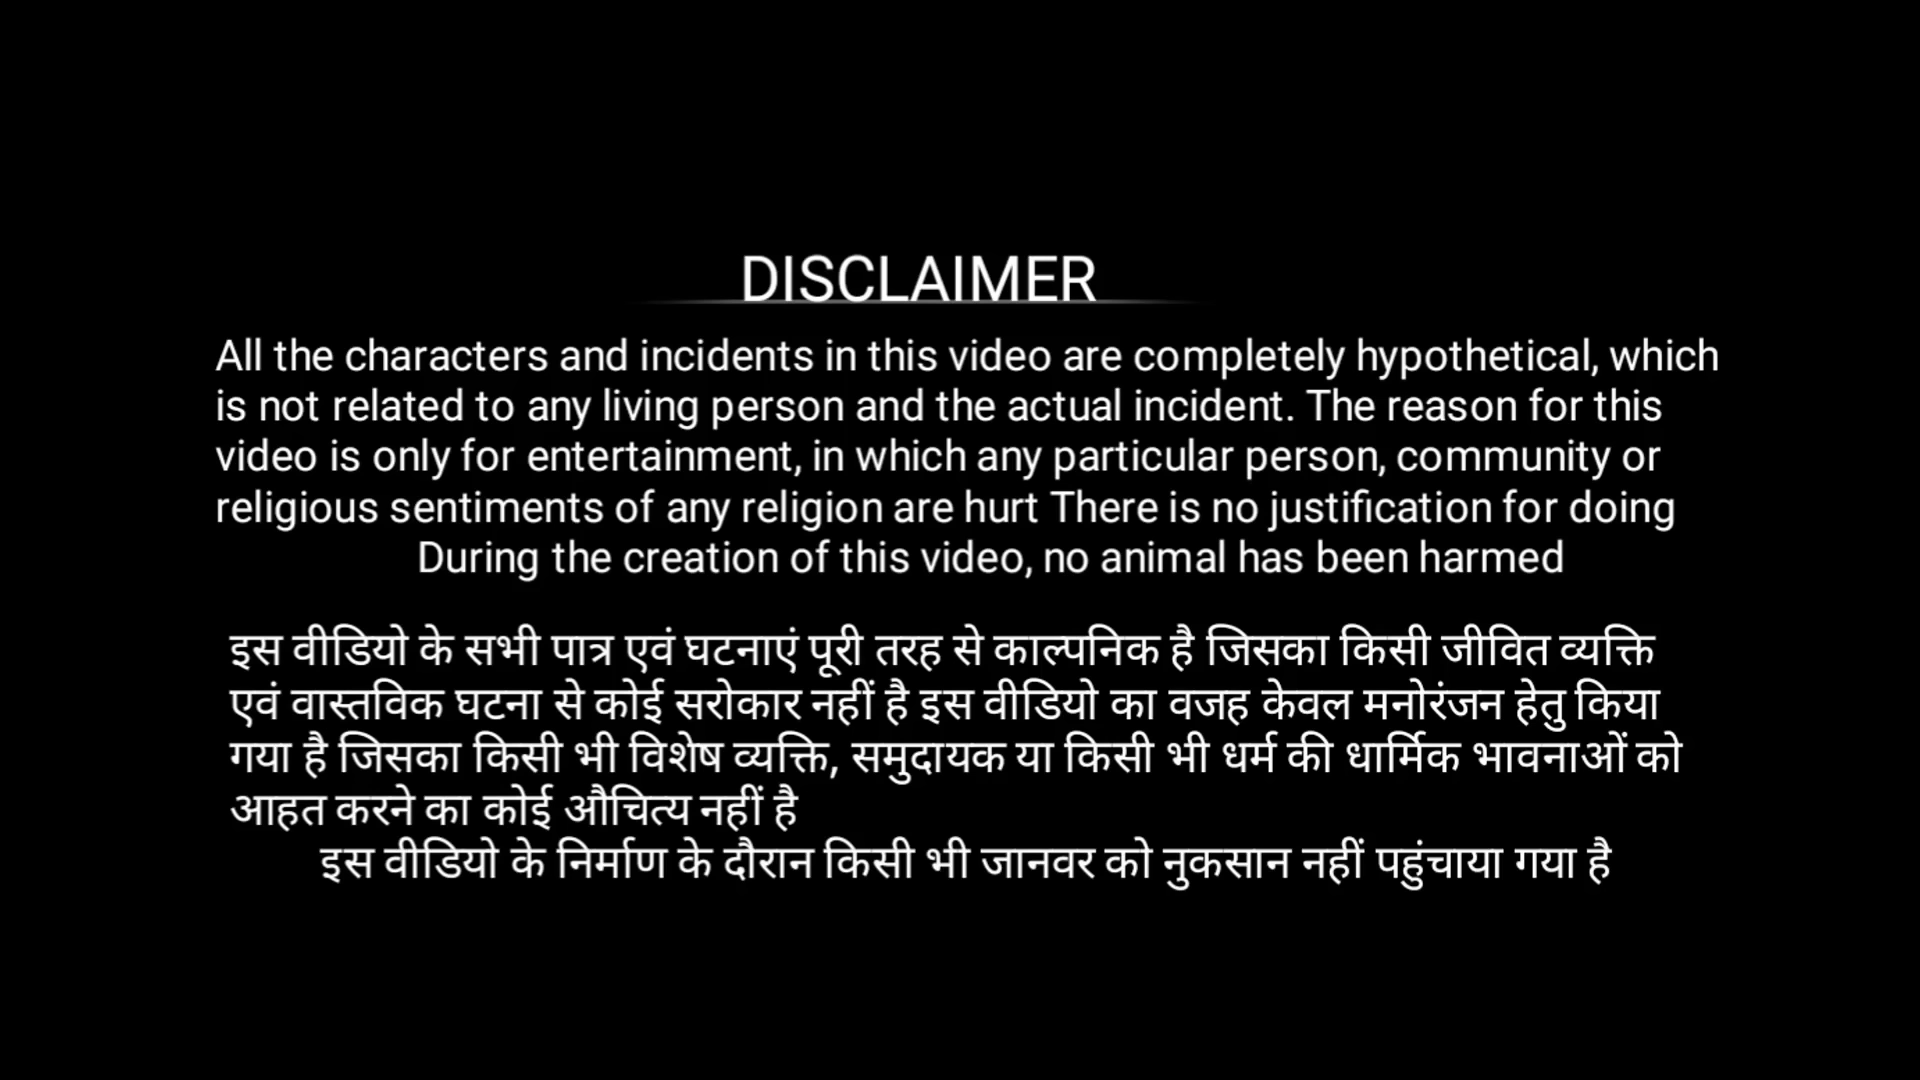 DISCLAIMER
All the characters and incidents in this video are completely hypothetical, which
is not related to any living person and the actual incident. The reason for this
video is only for entertainment, in which any particular person, community or
religious sentiments of any religion are hurt There is no justification for doing
During the creation of this video, no animal has been harmed
इस वीडियो के सभी पात्र एवं घटनाएं पूरी तरह से काल्पनिक है जिसका किसी जीवित व्यक्ति
एवं वास्तविक घटना से कोई सरोकार नहीं है इस वीडियो का वजह केवल मनोरंजन हेतु किया
गया है जिसका किसी भी विशेष व्यक्ति, समुदायक या किसी भी धर्म की धार्मिक भावनाओं को
आहत करने का कोई औचित्य नहीं है
इस वीडियो के निर्माण के दौरान किसी भी जानवर को नुकसान नहीं पहुंचाया गया है